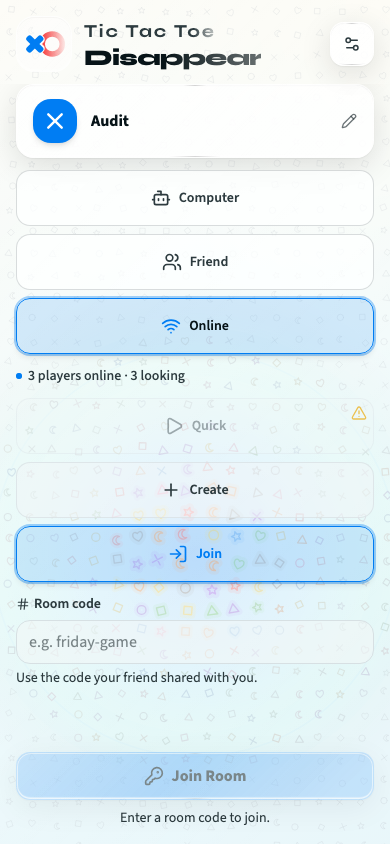 Tic Tac Toe
Disappear
Audit
Computer
Friend
Online
3 players online · 3 looking
Quick
Create
Join
Room code
e.g. friday-game
Use the code your friend shared with you.
Join Room
Enter a room code to join.